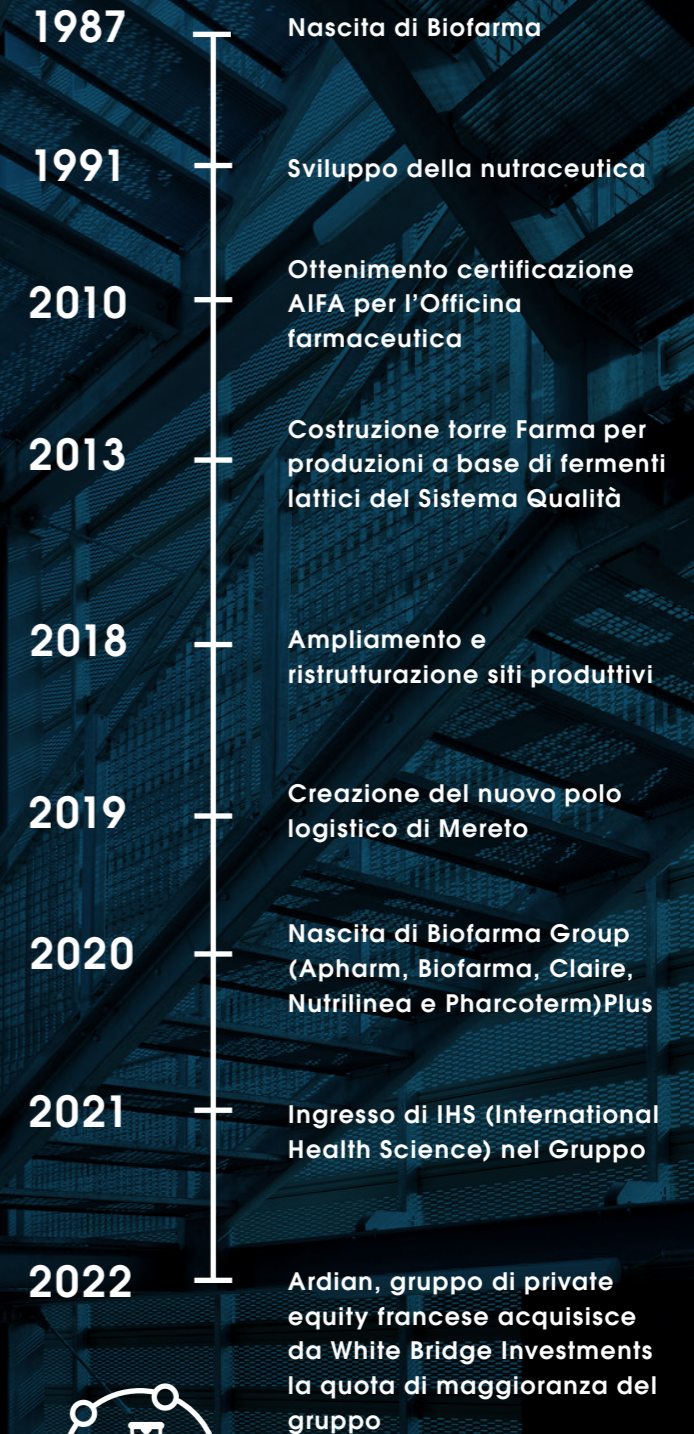 1987
Nascita di Biofarma
1991
Sviluppo della nutraceutica
2010
Ottenimento certificazione
AIFA per l’Officina
farmaceutica
2013
Costruzione torre Farma per
produzioni a base di fermenti
lattici del Sistema Qualità
2018
Ampliamento e
ristrutturazione siti produttivi
2019
Creazione del nuovo polo
logistico di Mereto
2020
Nascita di Biofarma Group
(Apharm, Biofarma, Claire,
Nutrilinea e Pharcoterm)Plus
2021
Ingresso di IHS (International
Health Science) nel Gruppo
2022
Ardian, gruppo di private
equity francese acquisisce
da White Bridge Investments
la quota di maggioranza del
gruppo